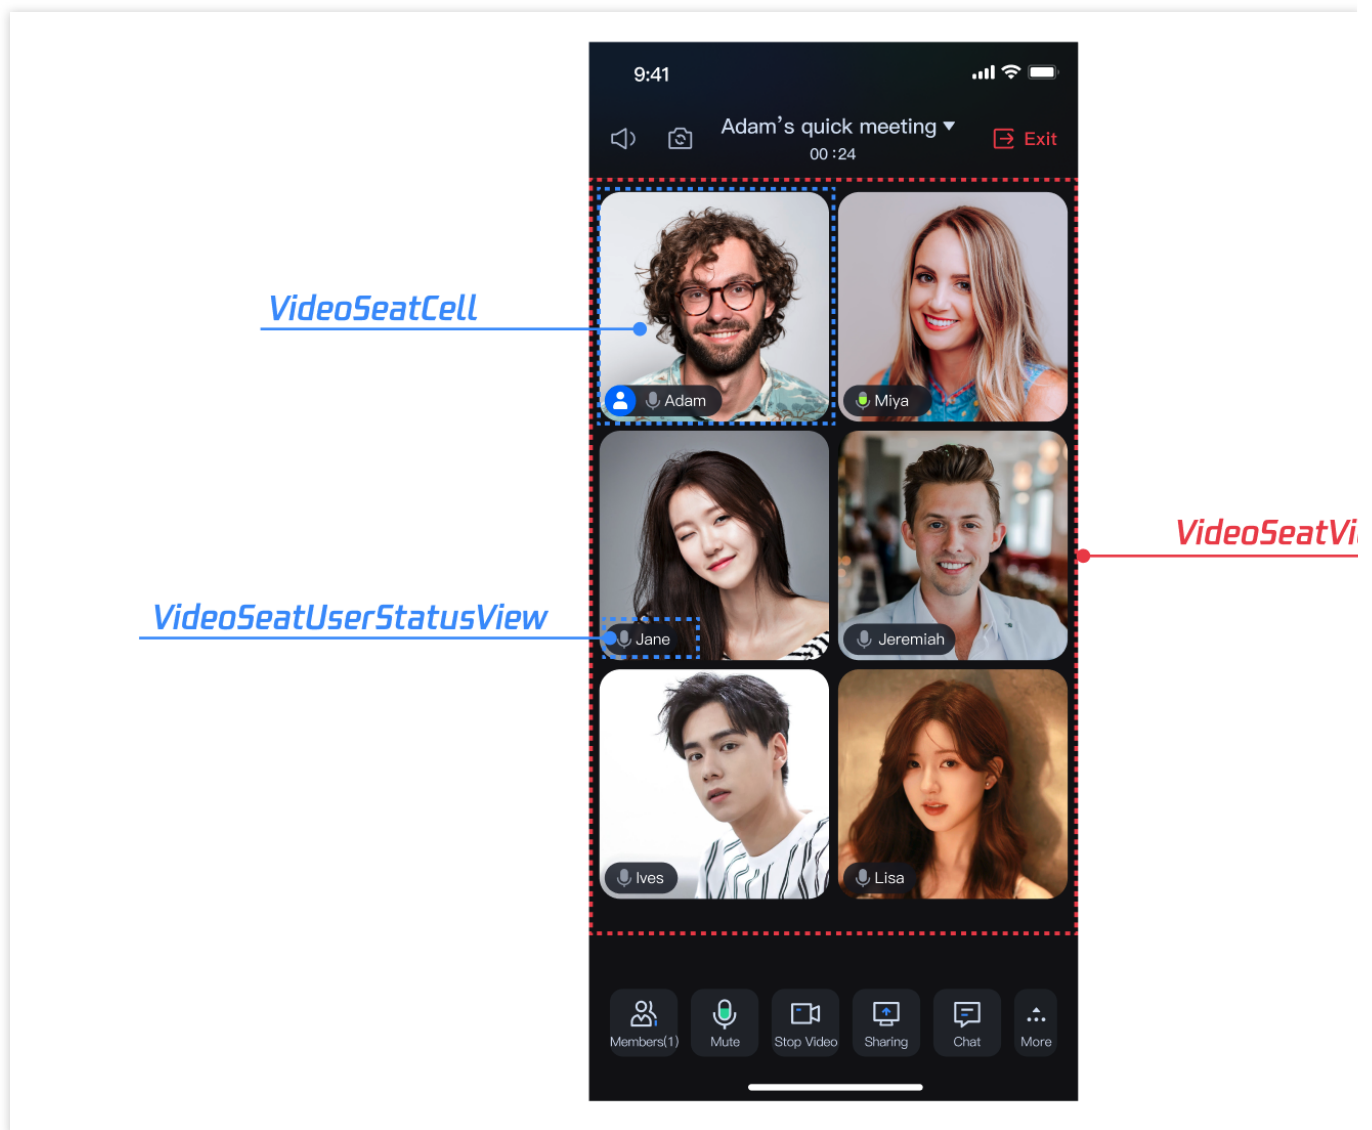 9:41
Adam's quick meeting
00:24
Exit
VideoSeatCell
Adam
Miya
VideoSeatUserStatusView
Jane
Jeremiah
Ives
Lisa
Members(1)
Mute
Stop Video
Sharing
Chat
More